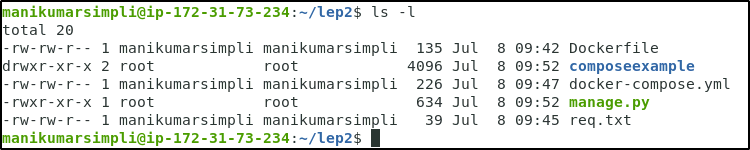 manikumarsimpli@ip-172-31-73-234:~/lep2$ ls -l
total 20
-rw-rw-r-- 1 manikumarsimpli manikumarsimpli  135 Jul  8 09:42 Dockerfile
drwxr-xr-x 2 root            root            4096 Jul  8 09:52 composeexample
-rw-rw-r-- 1 manikumarsimpli manikumarsimpli  226 Jul  8 09:47 docker-compose.yml
-rwxr-xr-x 1 root            root             634 Jul  8 09:52 manage.py
-rw-rw-r-- 1 manikumarsimpli manikumarsimpli   39 Jul  8 09:45 req.txt
manikumarsimpli@ip-172-31-73-234:~/lep2$